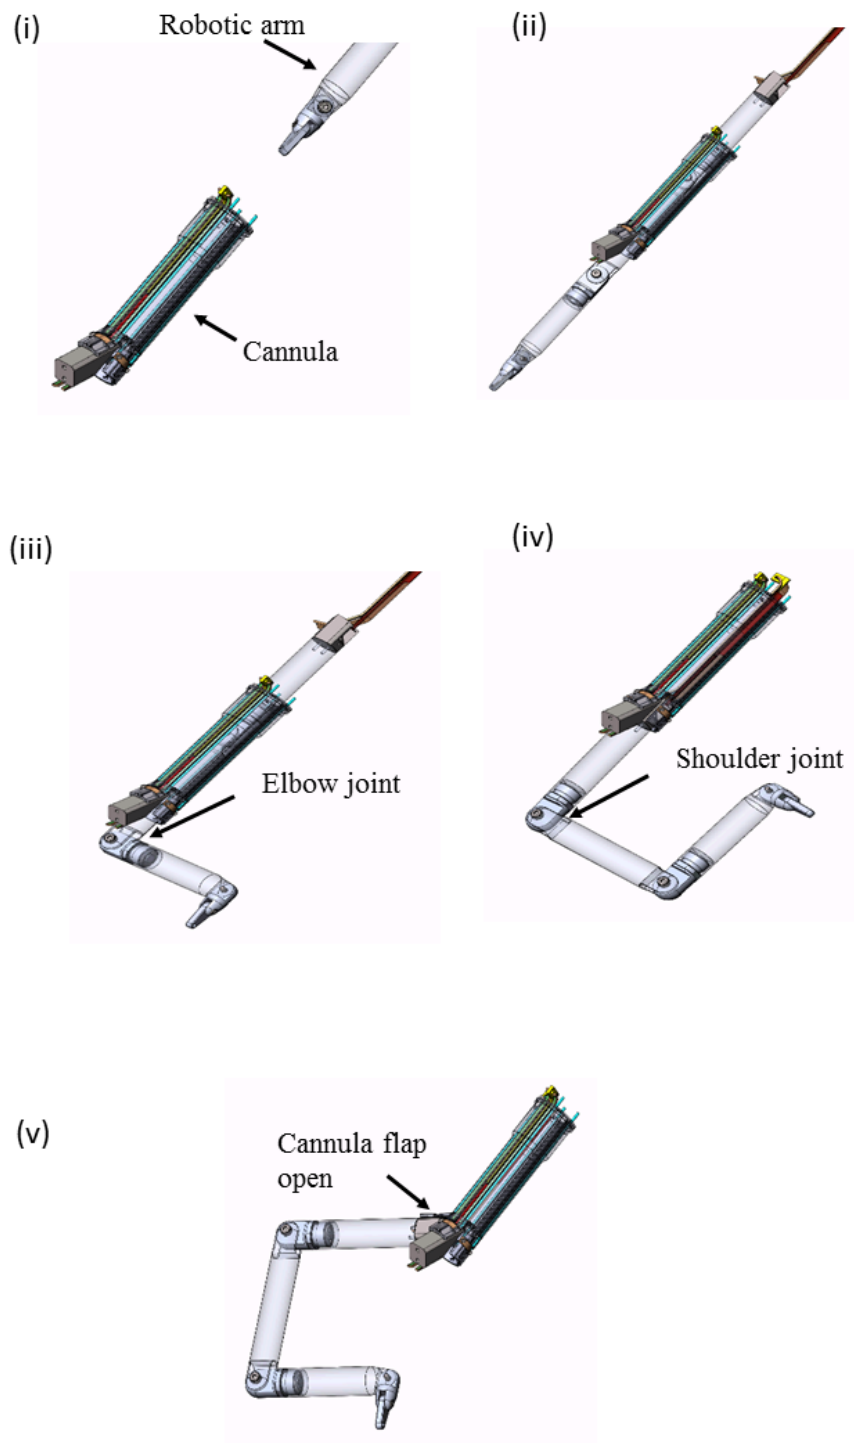 (i)
Robotic arm
Cannula
(ii)
(iii)
Elbow joint
(iv)
Shoulder joint
(v)
Cannula flap
open